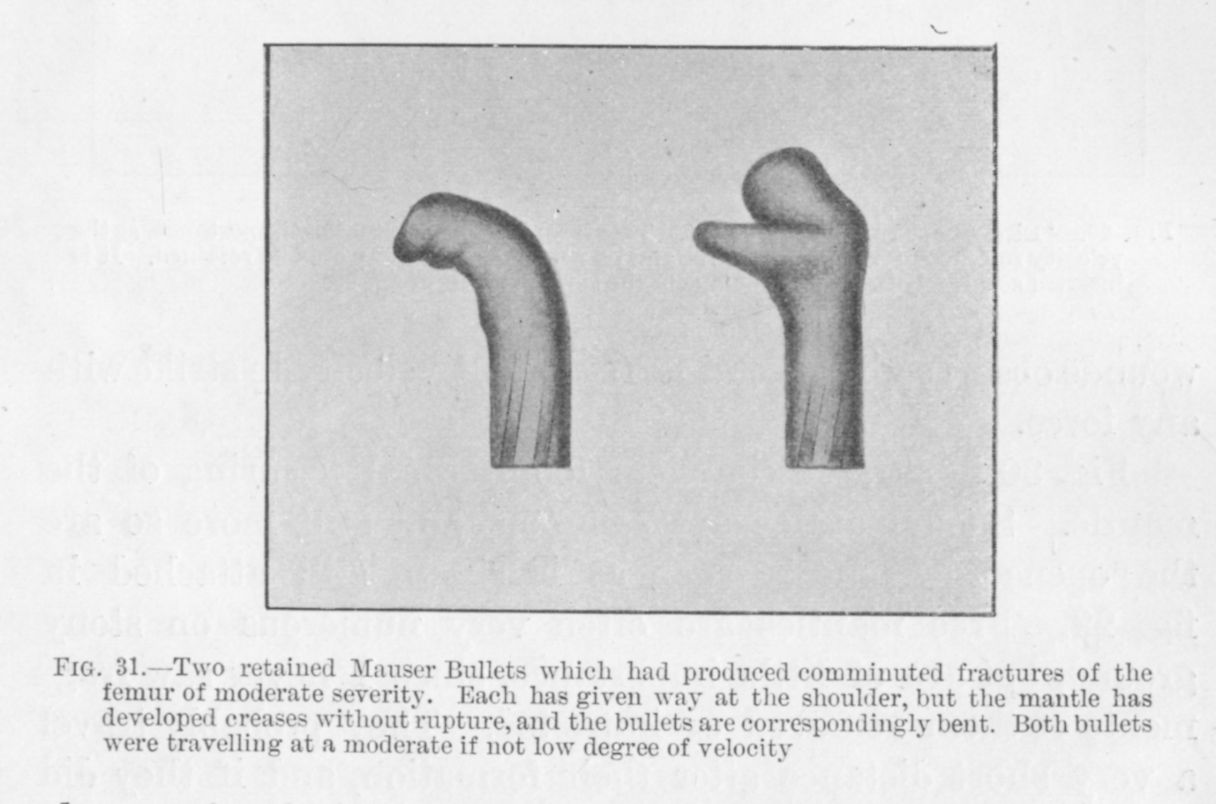 FIG. 31.—Two retained Mauser Bullets which had produced comminuted fractures of the
femur of moderate severity. Each has given way at the shoulder, but the mantle has
developed creases without rupture, and the bullets are correspondingly bent. Both bullets
were travelling at a moderate if not low degree of velocity